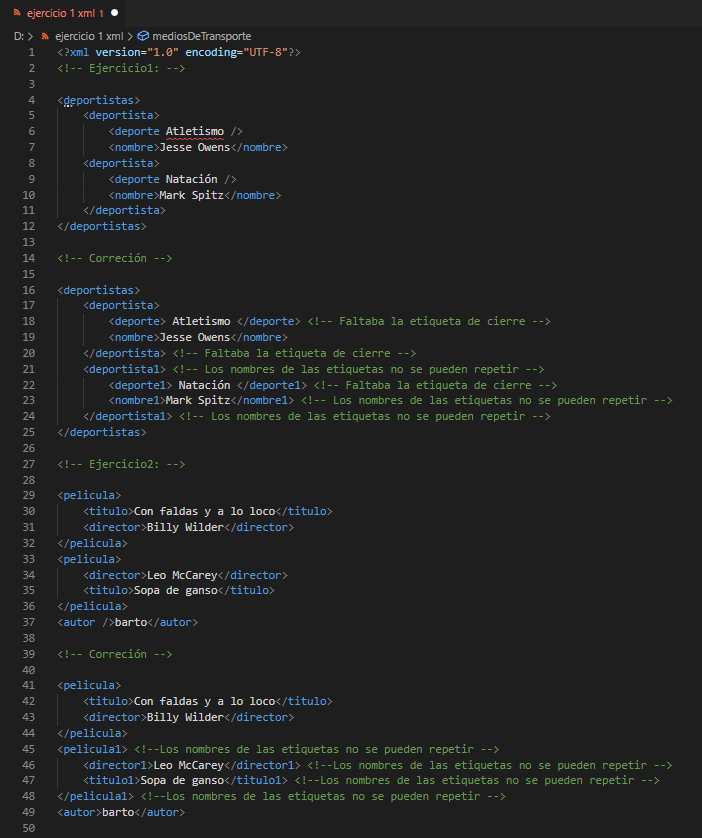 ejercicio 1 xml 1 ●
D: > ejercicio 1 xml > mediosDeTransporte
1 <?xml version="1.0" encoding="UTF-8"?>
2 <!-- Ejercicio1: -->
3
4 <deportistas>
5 <deportista>
6 <deporte Atletismo />
7 <nombre>Jesse Owens</nombre>
8 <deportista>
9 <deporte Natación />
10 <nombre>Mark Spitz</nombre>
11 </deportista>
12 </deportistas>
13
14 <!-- Correción -->
15
16 <deportistas>
17 <deportista>
18 <deporte> Atletismo </deporte> <!-- Faltaba la etiqueta de cierre -->
19 <nombre>Jesse Owens</nombre>
20 </deportista> <!-- Faltaba la etiqueta de cierre -->
21 <deportista1> <!-- Los nombres de las etiquetas no se pueden repetir -->
22 <deporte1> Natación </deporte1> <!-- Faltaba la etiqueta de cierre -->
23 <nombre1>Mark Spitz</nombre1> <!-- Los nombres de las etiquetas no se pueden repetir -->
24 </deportista1> <!-- Los nombres de las etiquetas no se pueden repetir -->
25 </deportistas>
26
27 <!-- Ejercicio2: -->
28
29 <pelicula>
30 <titulo>Con faldas y a lo loco</titulo>
31 <director>Billy Wilder</director>
32 </pelicula>
33 <pelicula>
34 <director>Leo McCarey</director>
35 <titulo>Sopa de ganso</titulo>
36 </pelicula>
37 <autor />barto</autor>
38
39 <!-- Correción -->
40
41 <pelicula>
42 <titulo>Con faldas y a lo loco</titulo>
43 <director>Billy Wilder</director>
44 </pelicula>
45 <pelicula1> <!--Los nombres de las etiquetas no se pueden repetir -->
46 <director1>Leo McCarey</director1> <!--Los nombres de las etiquetas no se pueden repetir -->
47 <titulo1>Sopa de ganso</titulo1> <!--Los nombres de las etiquetas no se pueden repetir -->
48 </pelicula1> <!--Los nombres de las etiquetas no se pueden repetir -->
49 <autor>barto</autor>
50